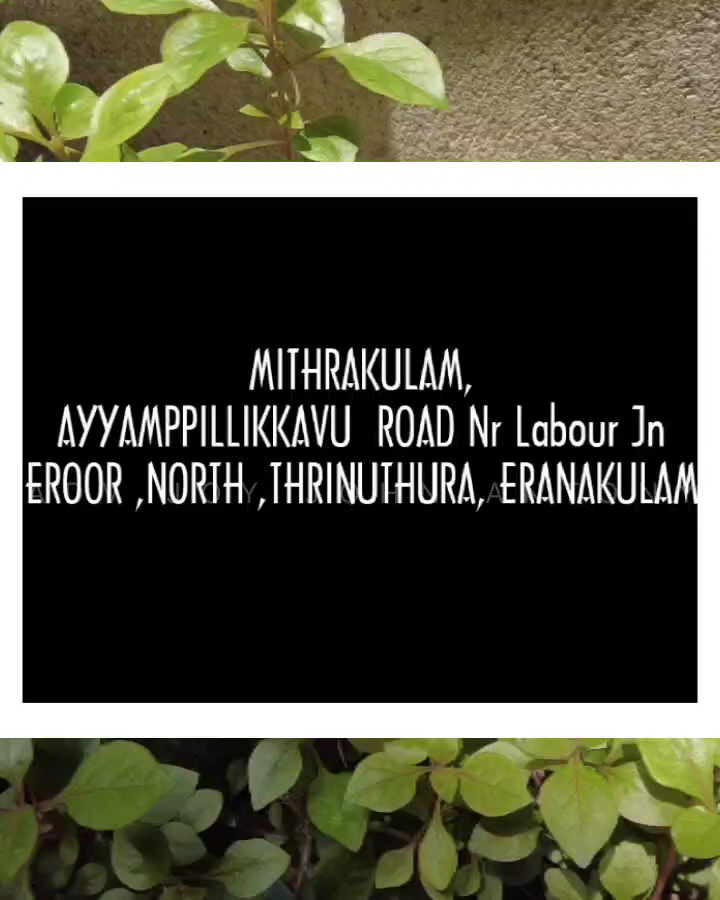 MITHRAKULAM,
AYYAMPPILLIKKAVU ROAD Nr Labour Jn
EROOR ,NORTH ,THRINUTHURA, ERANAKULAM